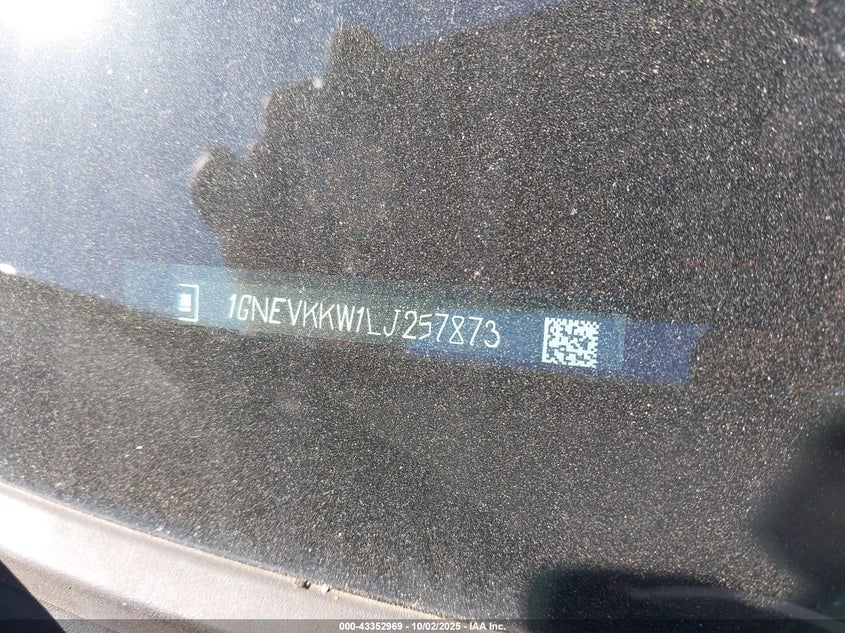 1GNEVKKW1LJ257873
000-43352969 - 10/02/2025 - IAA Inc.